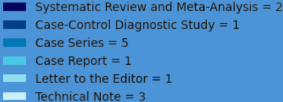 Systematic Review and Meta-Analysis = 2
Case-Control Diagnostic Study = 1
Case Series = 5
Case Report = 1
Letter to the Editor = 1
Technical Note = 3